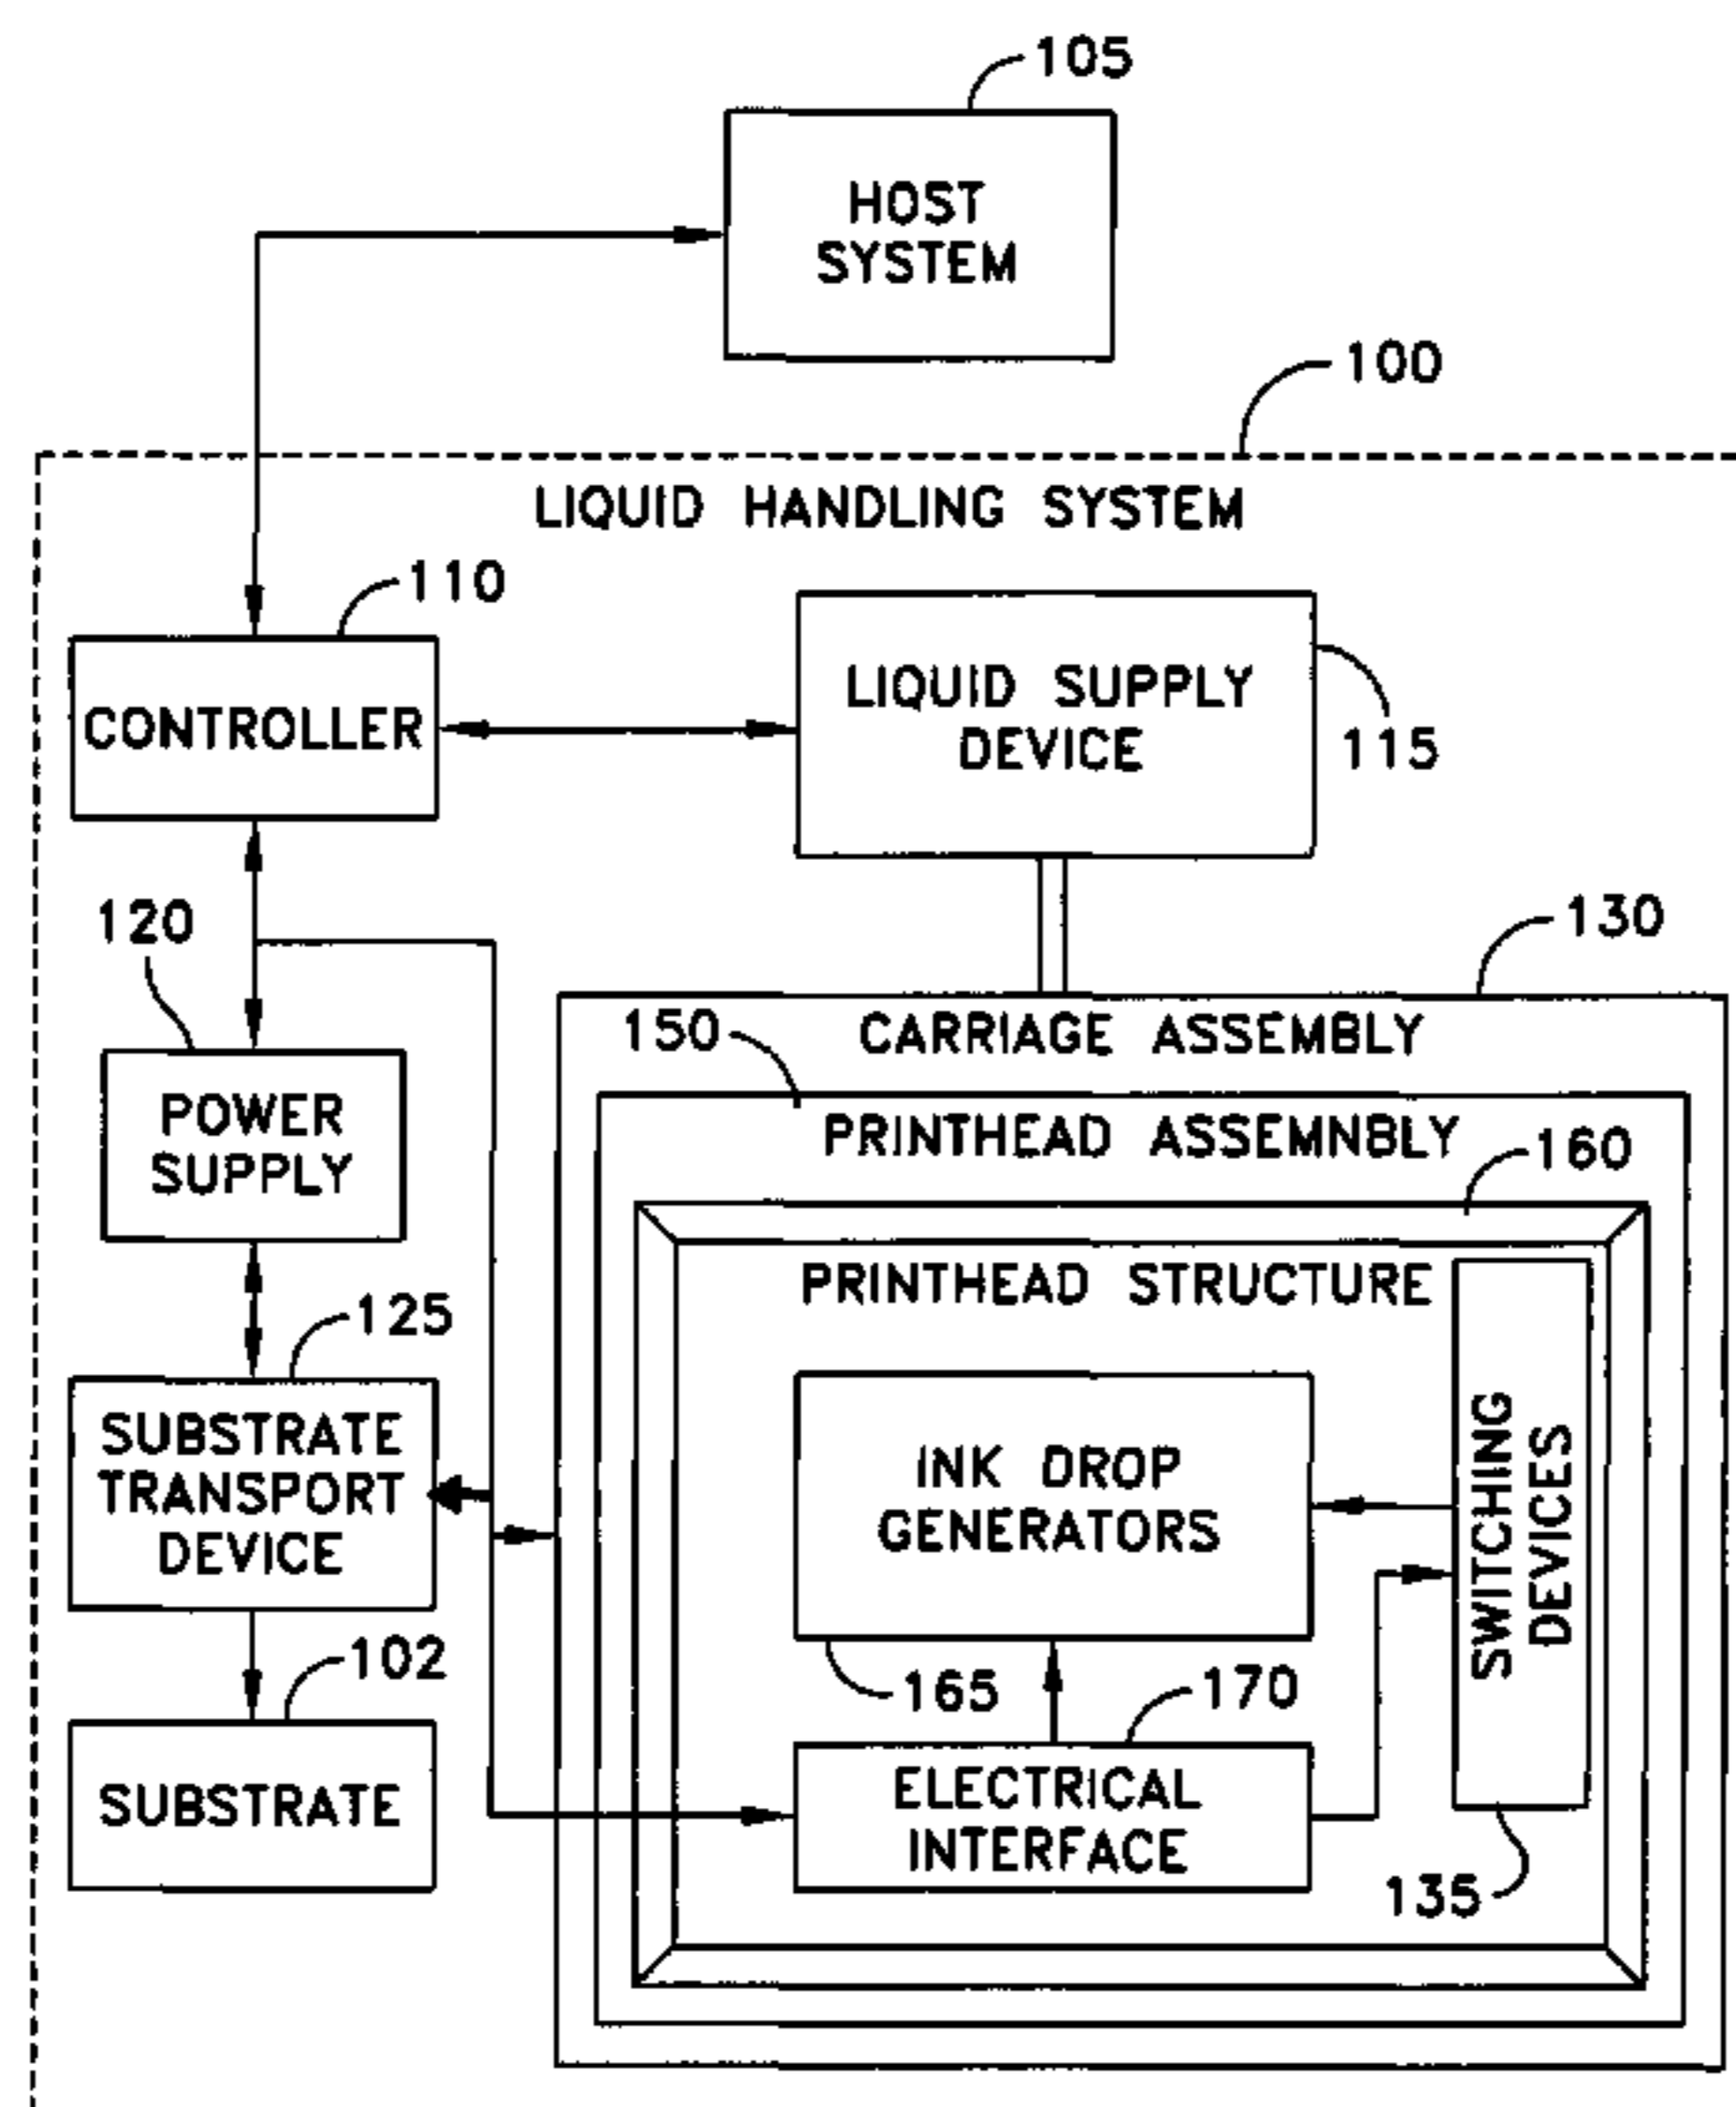 105
HOST
SYSTEM
100
LIQUID HANDLING SYSTEM
110
CONTROLLER
LIQUID SUPPLY
DEVICE
115
120
130
150
CARRIAGE ASSEMBLY
POWER
SUPPLY
PRINTHEAD ASSEMNBLY
160
PRINTHEAD STRUCTURE
125
SUBSTRATE
TRANSPORT
DEVICE
INK DROP
GENERATORS
SWITCHING
DEVICES
102
165
170
SUBSTRATE
ELECTRICAL
INTERFACE
135